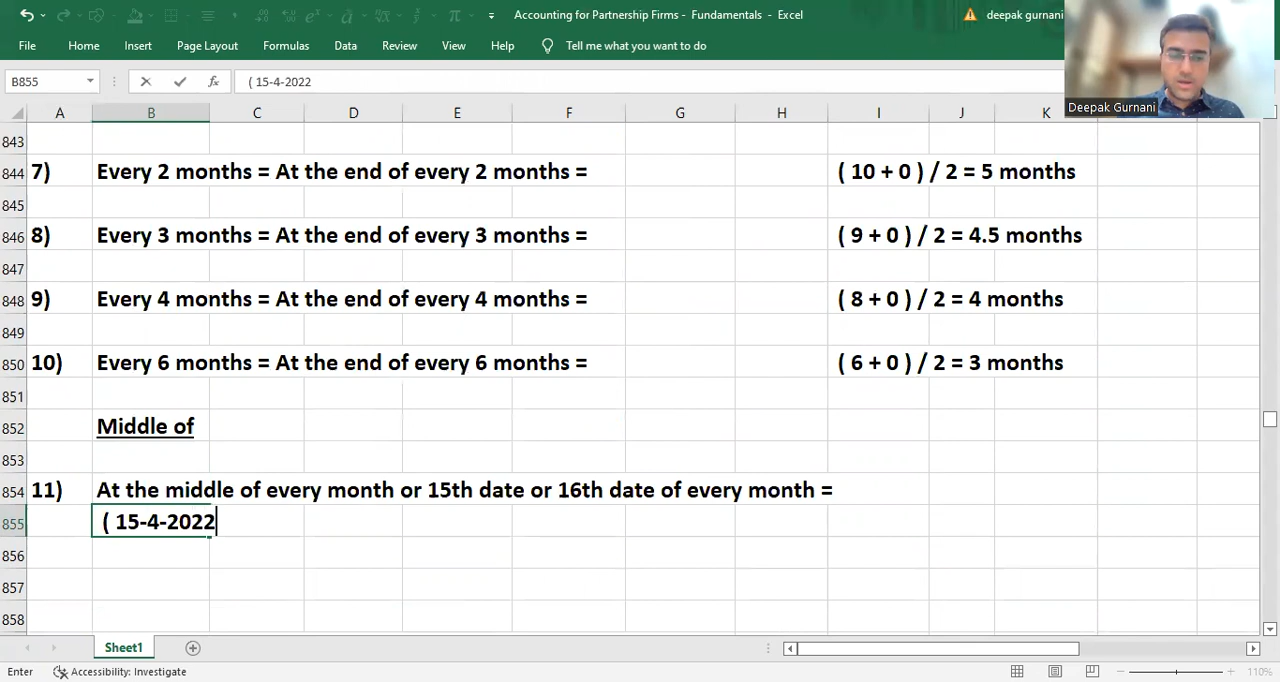 Accounting for Partnership Firms - Fundamentals - Excel
deepak gurnani
File Home Insert Page Layout Formulas Data Review View Help Tell me what you want to do
Deepak Gurnani
B855 fx ( 15-4-2022
A B C D E F G H I J K
843
844 7) Every 2 months = At the end of every 2 months = ( 10 + 0 ) / 2 = 5 months
845
846 8) Every 3 months = At the end of every 3 months = ( 9 + 0 ) / 2 = 4.5 months
847
848 9) Every 4 months = At the end of every 4 months = ( 8 + 0 ) / 2 = 4 months
849
850 10) Every 6 months = At the end of every 6 months = ( 6 + 0 ) / 2 = 3 months
851
852 Middle of
853
854 11) At the middle of every month or 15th date or 16th date of every month =
855 ( 15-4-2022
856
857
858
Sheet1
Enter Accessibility: Investigate 110%